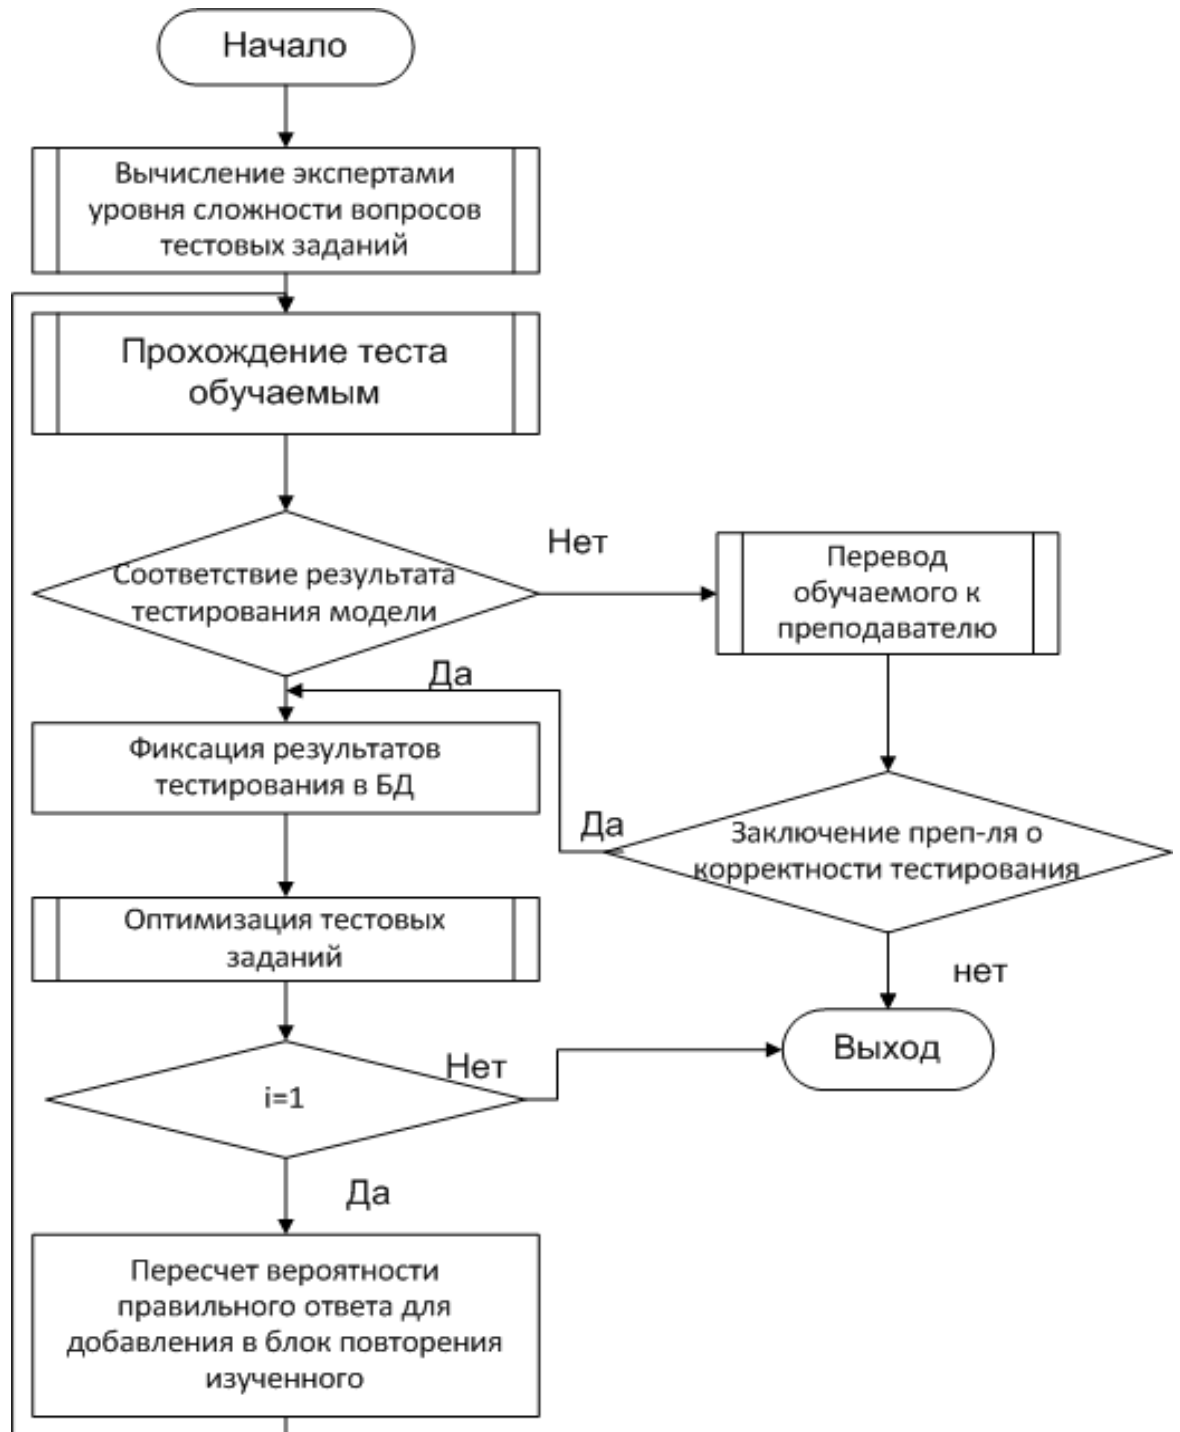 Начало
Вычисление экспертами
уровня сложности вопросов
тестовых заданий
Прохождение теста
обучаемым
Соответствие результата
тестирования модели
Нет
Перевод
обучаемого к
преподавателю
Да
Фиксация результатов
тестирования в БД
Да
Заключение преп-ля о
корректности тестирования
Оптимизация тестовых
заданий
нет
Выход
Нет
i=1
Да
Пересчет вероятности
правильного ответа для
добавления в блок повторения
изученного